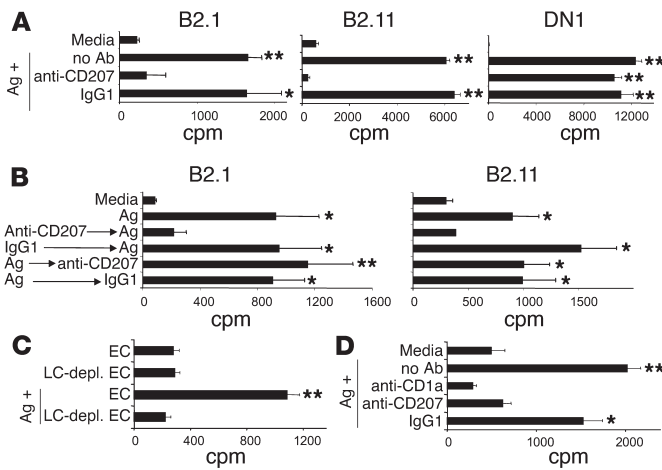 A
B2.1
B2.11
DN1
Ag +
Media
no Ab **
**
**
anti-CD207
**
IgG1 *
**
**
0 1000 2000
0 2000 4000 6000
0 4000 8000 12000
cpm
cpm
cpm
B
B2.1
B2.11
Media
Ag *
*
Anti-CD207 → Ag
IgG1 → Ag *
*
Ag → anti-CD207 **
*
Ag → IgG1 *
*
0 400 800 1200 1600
0 500 1000 1500
cpm
cpm
C
EC
LC-depl. EC
Ag +
EC **
LC-depl. EC
0 400 800 1200
cpm
D
Ag +
Media
no Ab **
anti-CD1a
anti-CD207
IgG1 *
0 1000 2000
cpm